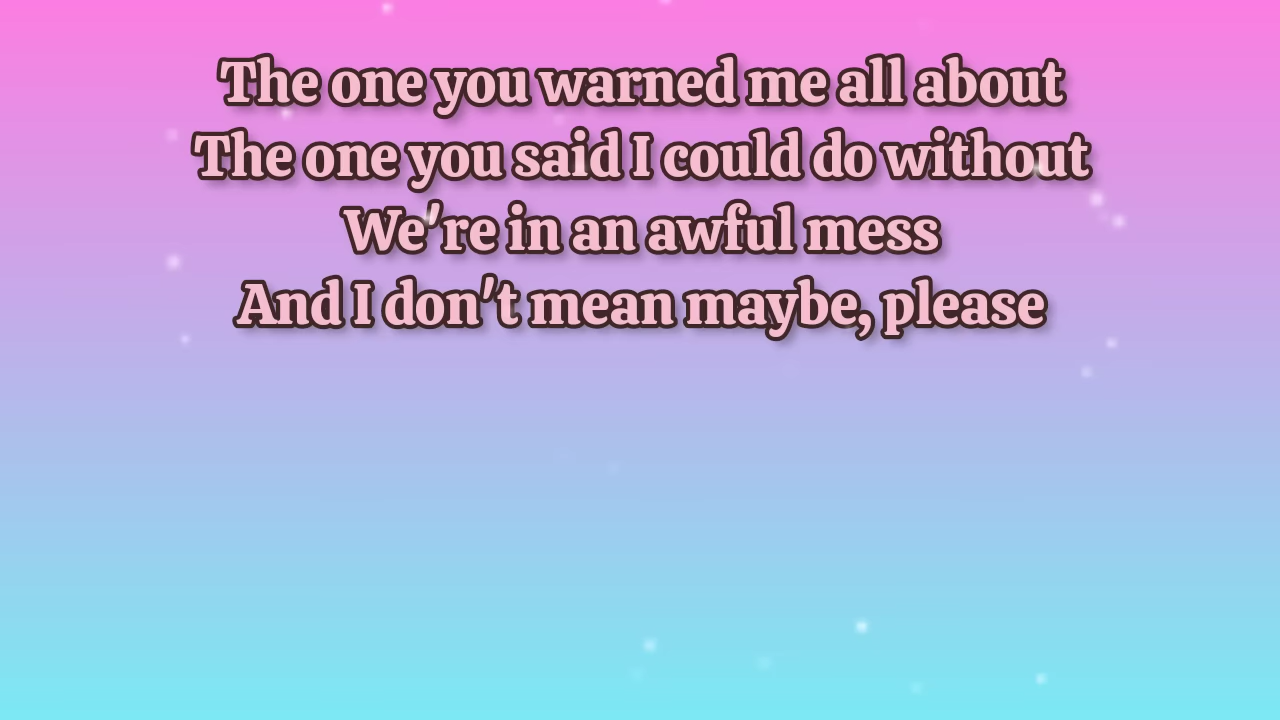 The one you warned me all about
The one you said I could do without
We're in an awful mess
And I don't mean maybe, please